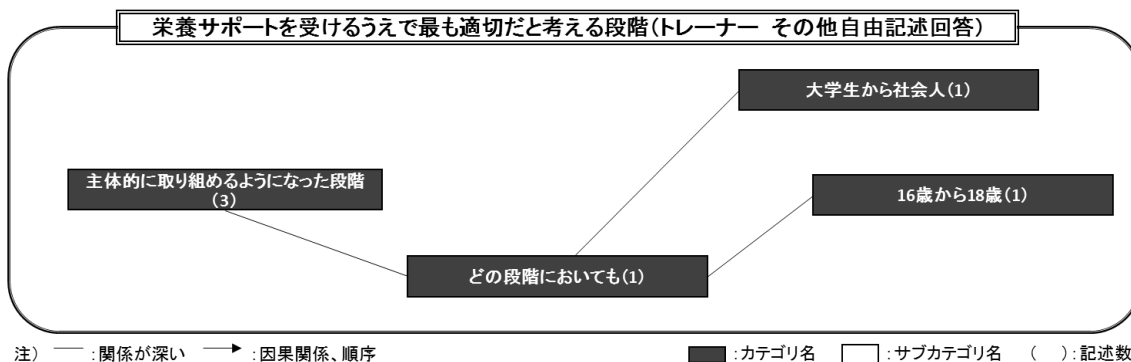 栄養サポートを受けるうえで最も適切だと考える段階(トレーナー その他自由記述回答)
大学生から社会人(1)
主体的に取り組めるようになった段階
(3)
16歳から18歳(1)
どの段階においても(1)
注) ― :関係が深い → :因果関係、順序 :カテゴリ名 :サブカテゴリ名 ( ):記述数